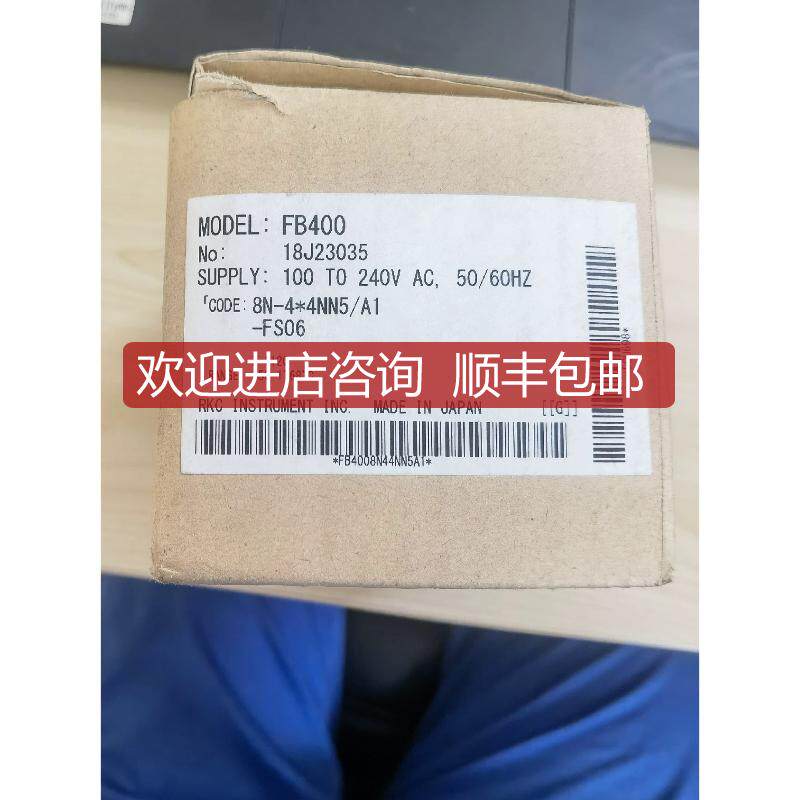 MODEL: FB400
No: 18J23035
SUPPLY: 100 TO 240V AC, 50/60HZ
「CODE: 8N-4*4NN5/A1
-FS06
欢迎进店咨询 顺丰包邮
RKC INSTRUMENT INC. MADE IN JAPAN [[G]]
*FB4008N44NN5A1*